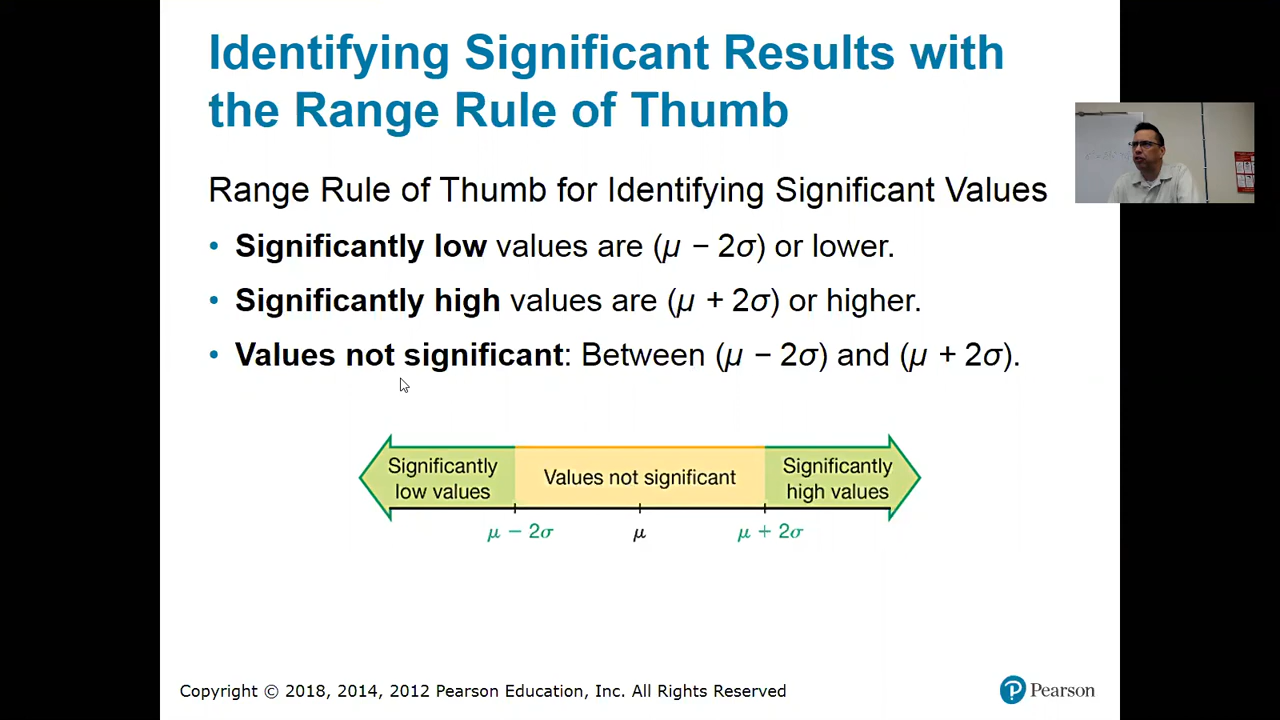 Identifying Significant Results with
the Range Rule of Thumb
Range Rule of Thumb for Identifying Significant Values
• Significantly low values are (μ − 2σ) or lower.
• Significantly high values are (μ + 2σ) or higher.
• Values not significant: Between (μ − 2σ) and (μ + 2σ).
Significantly
low values
Values not significant
Significantly
high values
μ − 2σ
μ
μ + 2σ
Copyright © 2018, 2014, 2012 Pearson Education, Inc. All Rights Reserved
P Pearson